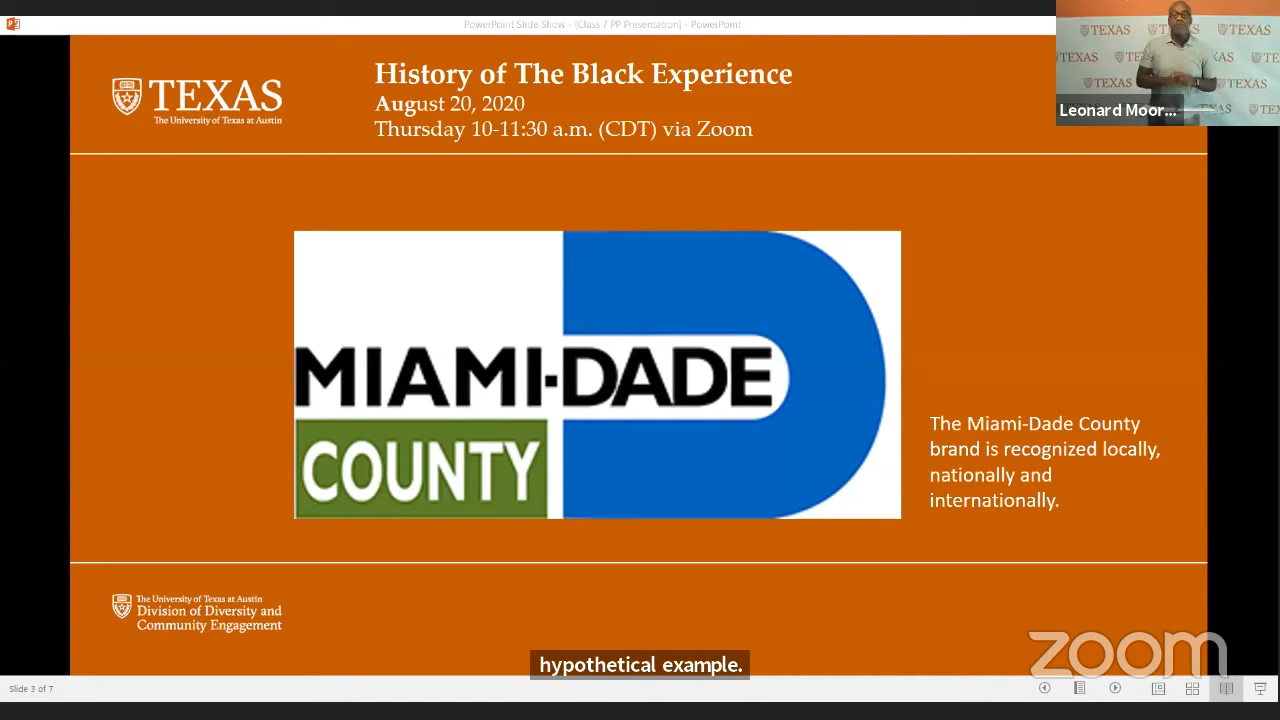 PowerPoint Slide Show - [Class 7 PP Presentation] - PowerPoint
TEXAS
The University of Texas at Austin
History of The Black Experience
August 20, 2020
Thursday 10-11:30 a.m. (CDT) via Zoom
Leonard Moor...
MIAMI-DADE
COUNTY
The Miami-Dade County
brand is recognized locally,
nationally and
internationally.
The University of Texas at Austin
Division of Diversity and
Community Engagement
hypothetical example.
zoom
Slide 3 of 7